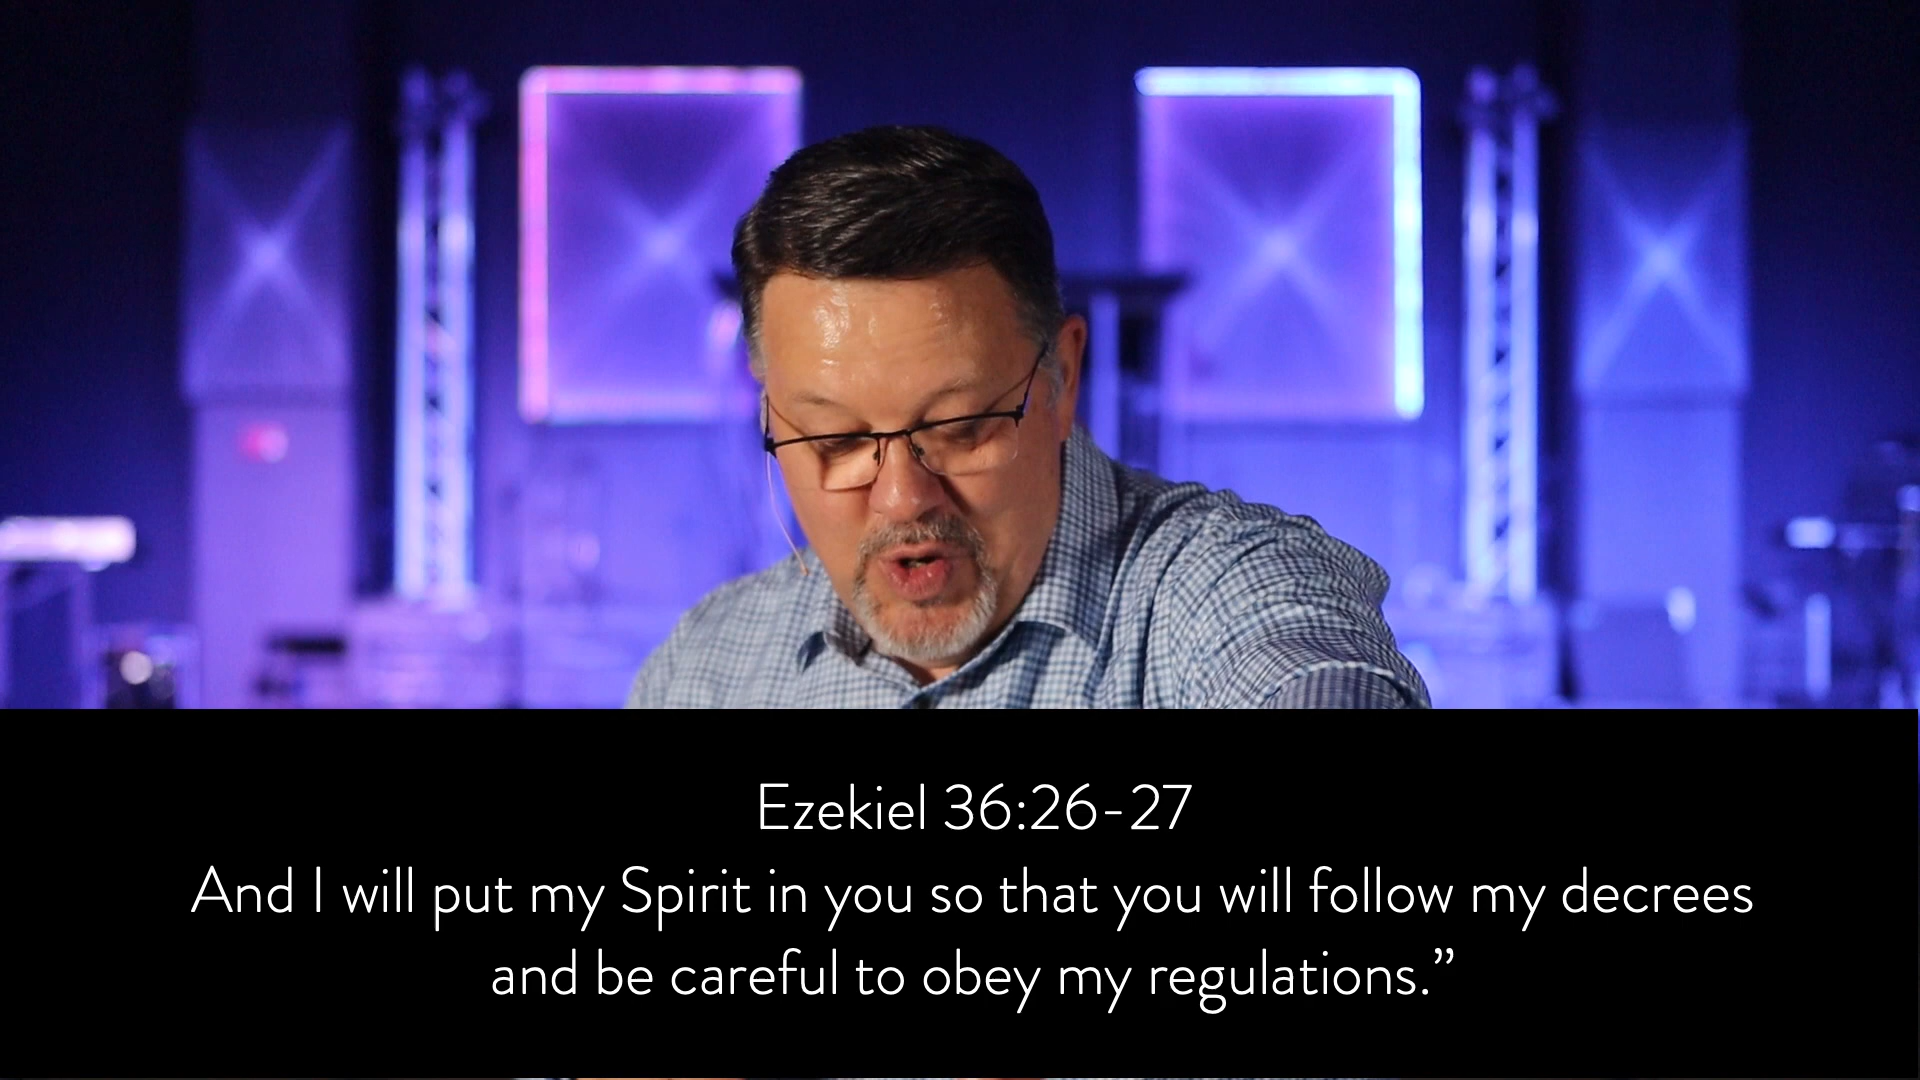 Ezekiel 36:26-27
And I will put my Spirit in you so that you will follow my decrees
and be careful to obey my regulations.”